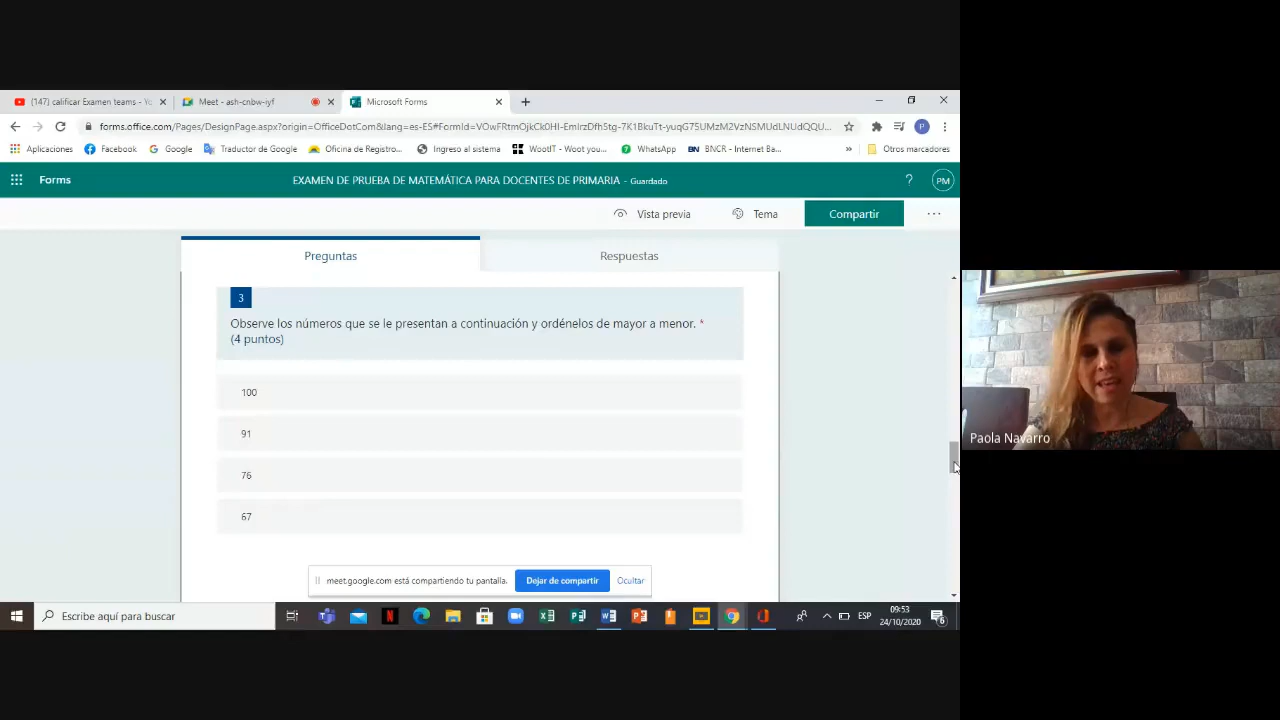 (147) calificar Examen teams - Yo
Meet - ash-cnbw-iyf
Microsoft Forms
forms.office.com/Pages/DesignPage.aspx?origin=OfficeDotCom&lang=es-ES#FormId=
Aplicaciones
Facebook
Google
Traductor de Google
Oficina de Registro...
Ingreso al sistema
WootIT - Woot you...
WhatsApp
BN BNCR - Internet Ba...
»
Otros marcadores
Forms
EXAMEN DE PRUEBA DE MATEMÁTICA PARA DOCENTES DE PRIMARIA - Guardado
?
PM
Vista previa
Tema
Compartir
...
Preguntas
Respuestas
3
Observe los números que se le presentan a continuación y ordénelos de mayor a menor. *
(4 puntos)
100
91
76
67
meet.google.com está compartiendo tu pantalla.
Dejar de compartir
Ocultar
Paola Navarro
Escribe aquí para buscar
ESP
09:53
24/10/2020
6